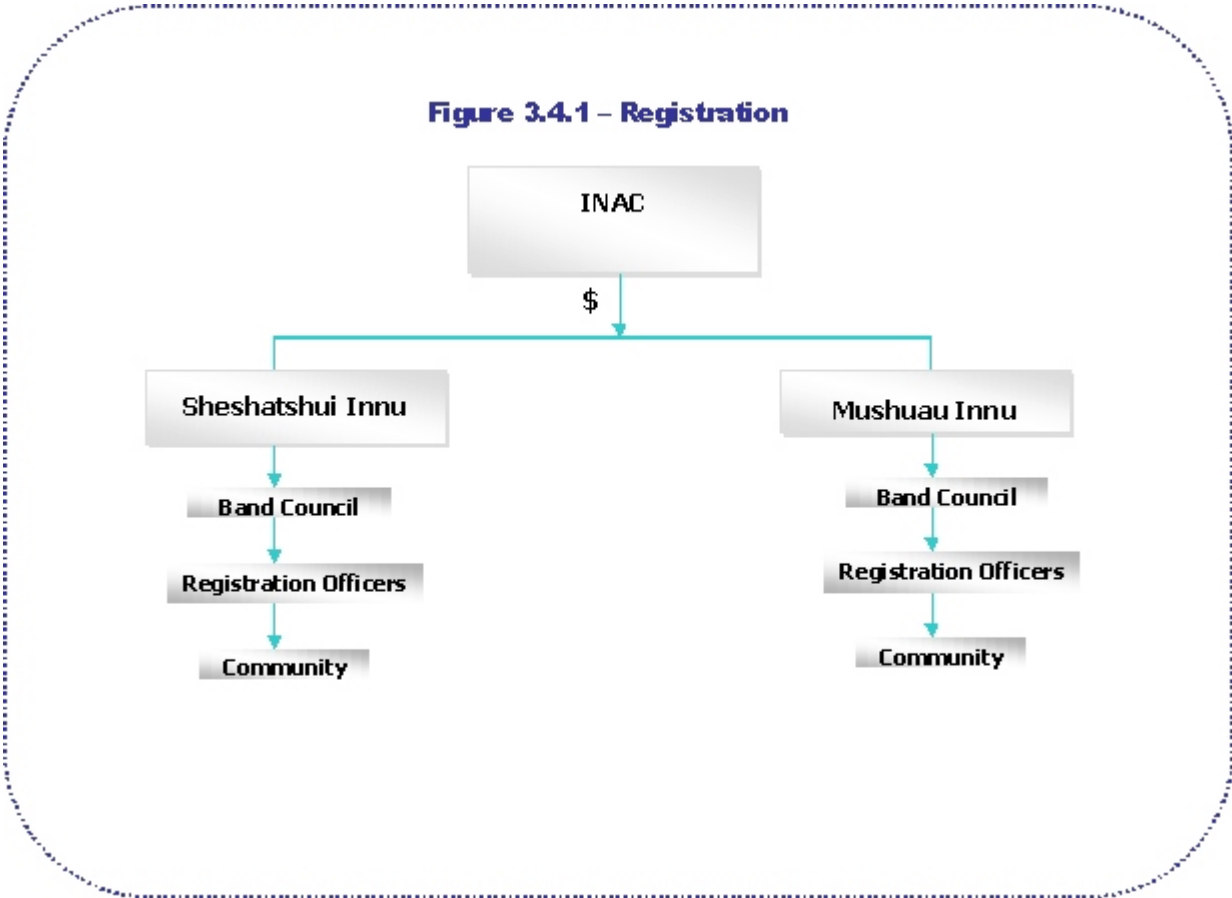 Figure 3.4.1 – Registration
INAC
$
Sheshatshui Innu
Mushuau Innu
Band Council
Band Council
Registration Officers
Registration Officers
Community
Community